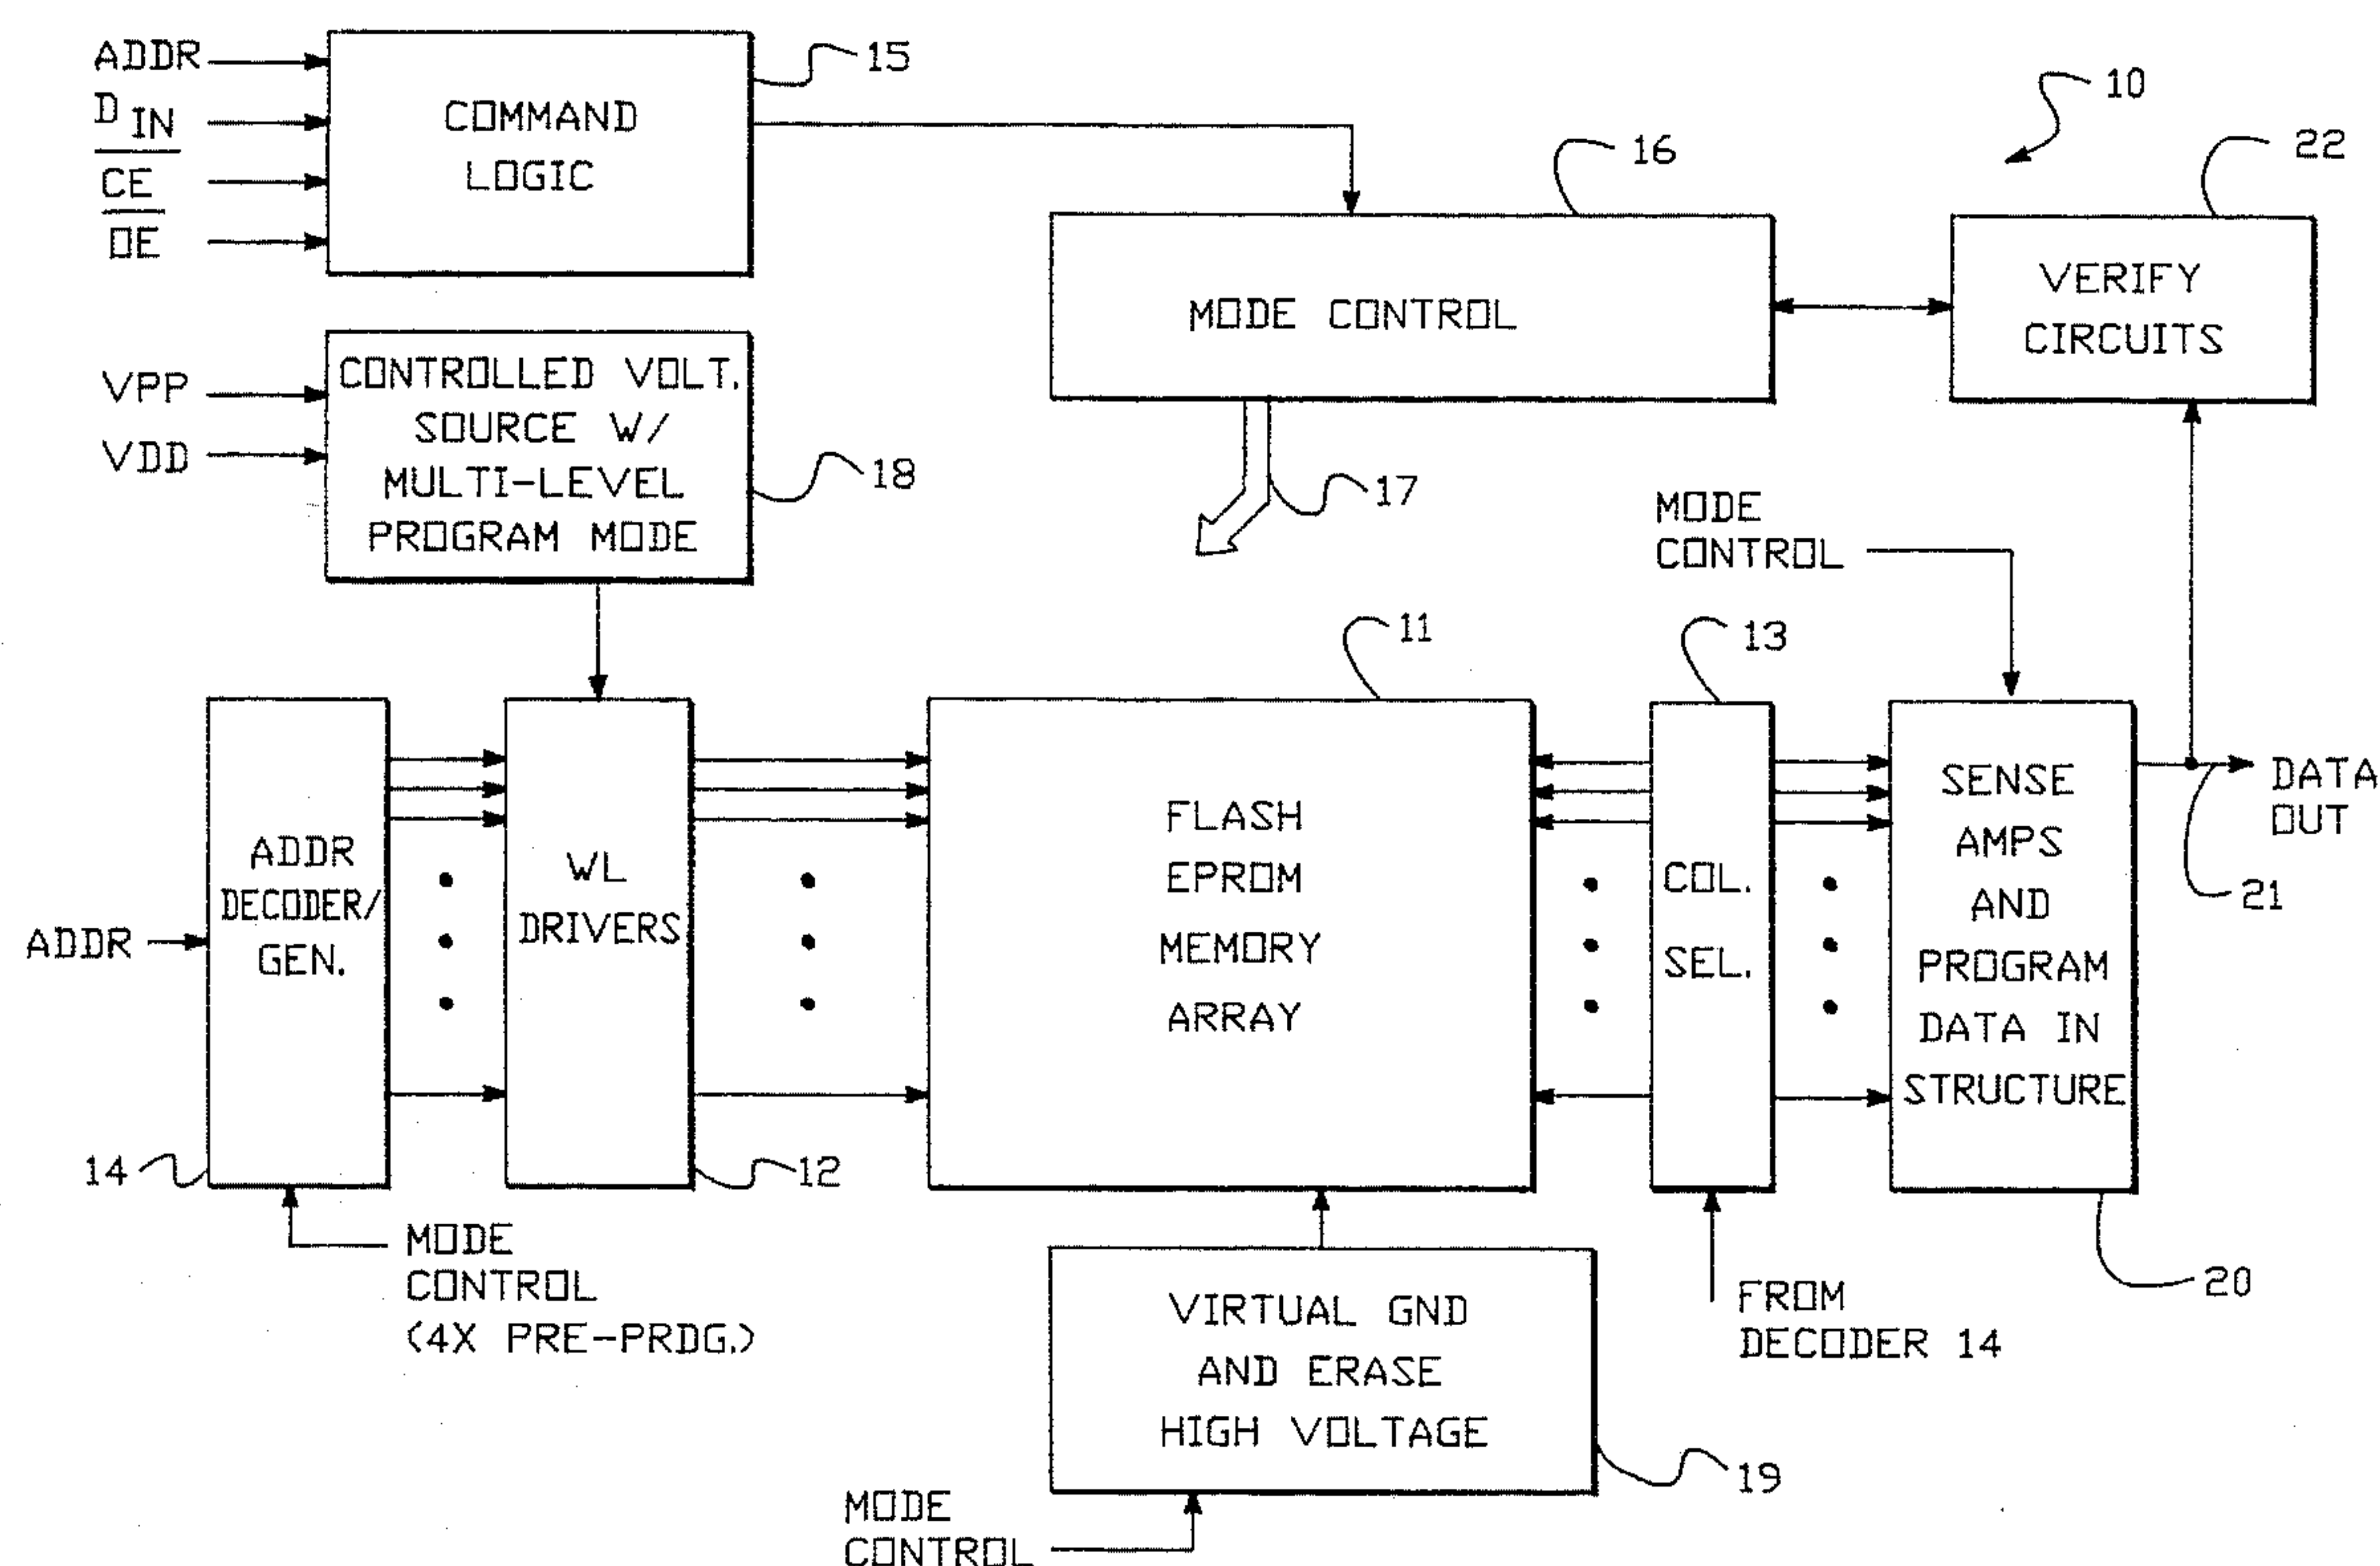 ADDR
D IN
CE
OE
COMMAND
LOGIC
15
10
16
22
MODE CONTROL
VERIFY
CIRCUITS
VPP
VDD
CONTROLLED VOLT.
SOURCE W/
MULTI-LEVEL
PROGRAM MODE
18
17
MODE
CONTROL
11
13
ADDR
ADDR
DECODER/
GEN.
WL
DRIVERS
FLASH
EPROM
MEMORY
ARRAY
COL.
SEL.
SENSE
AMPS
AND
PROGRAM
DATA IN
STRUCTURE
DATA
OUT
21
14
12
MODE
CONTROL
(4X PRE-PRDG.)
VIRTUAL GND
AND ERASE
HIGH VOLTAGE
FROM
DECODER 14
20
19
MODE
CONTROL